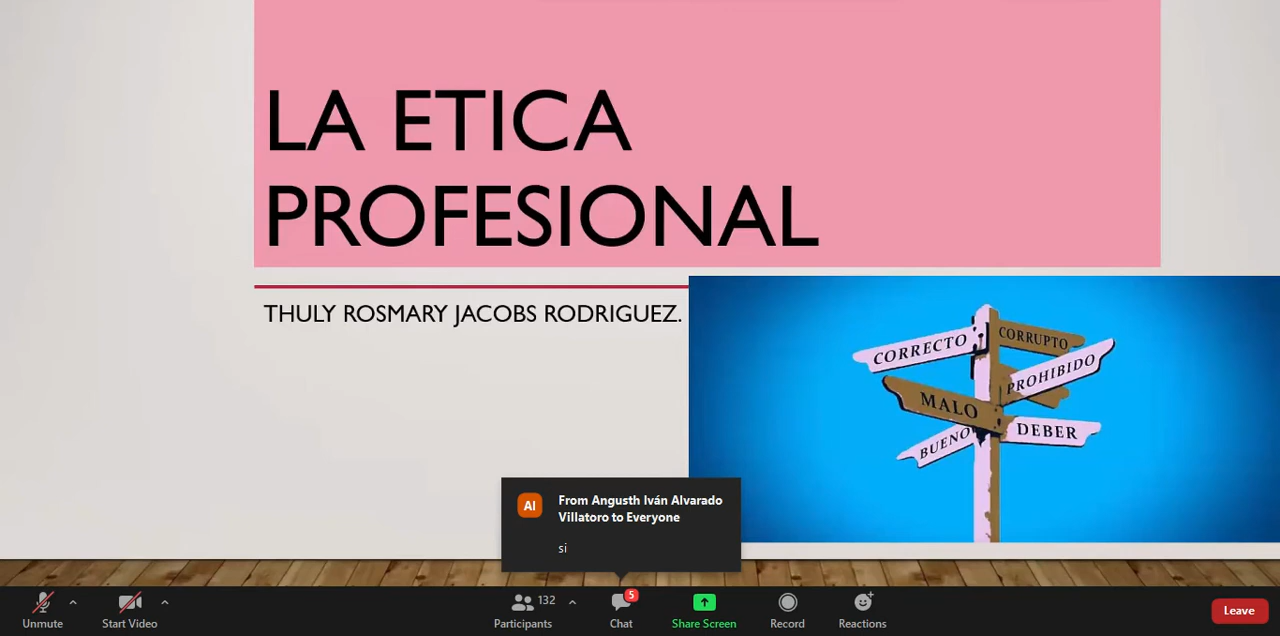 LA ETICA
PROFESIONAL
THULY ROSMARY JACOBS RODRIGUEZ.
CORRECTO
CORRUPTO
PROHIBIDO
MALO
BUENO
DEBER
AI
From Angusth Iván Alvarado
Villatoro to Everyone
si
Unmute
Start Video
132
Participants
5
Chat
Share Screen
Record
Reactions
Leave